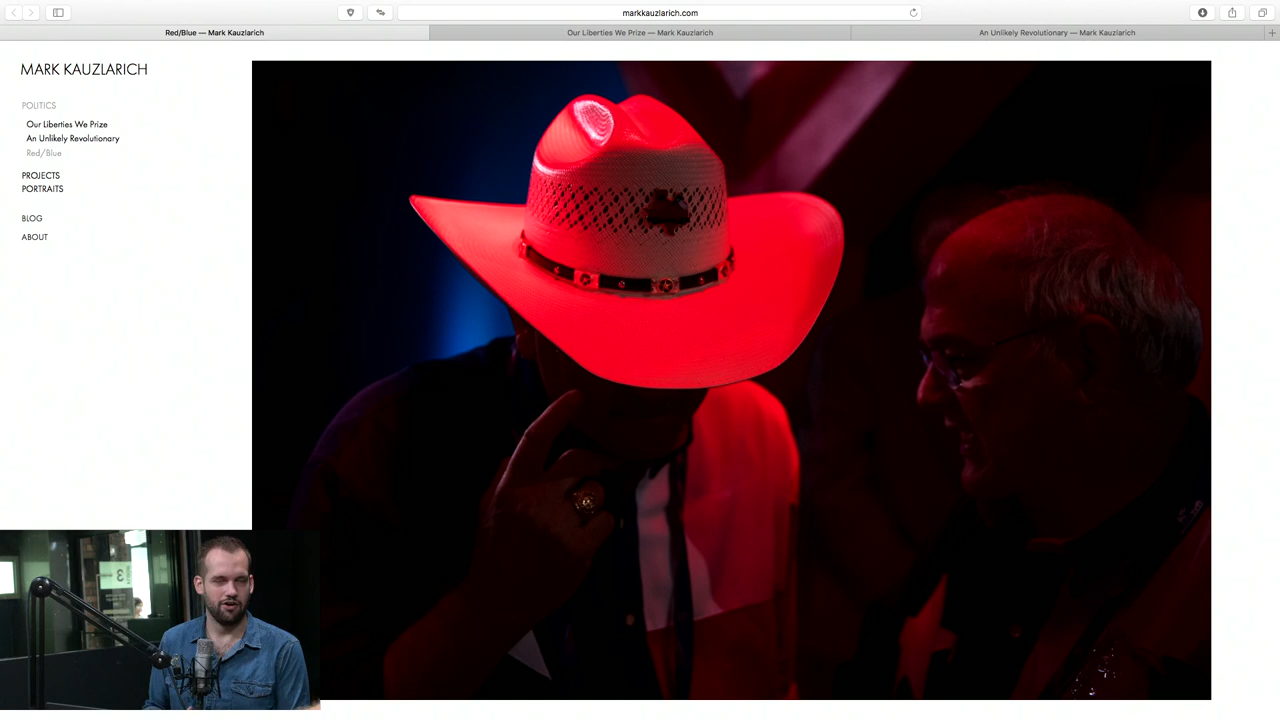 markkauzlarich.com
Red/Blue — Mark Kauzlarich
Our Liberties We Prize — Mark Kauzlarich
An Unlikely Revolutionary — Mark Kauzlarich
MARK KAUZLARICH
POLITICS
Our Liberties We Prize
An Unlikely Revolutionary
Red/Blue
PROJECTS
PORTRAITS
BLOG
ABOUT
3